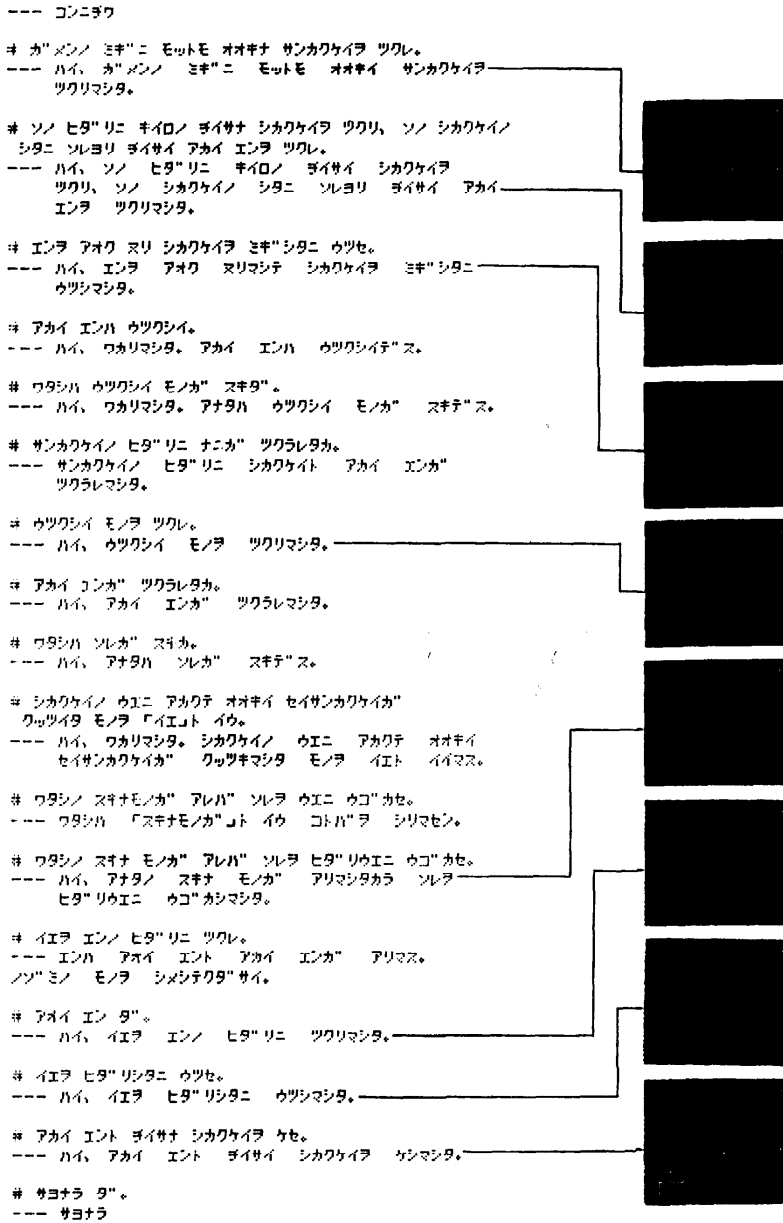 --- コンニチワ
# ガ"メンノ ミギ"ニ モットモ オオキナ サンカクケイヲ ツクレ。
--- ハイ、 ガ"メンノ ミギ"ニ モットモ オオキイ サンカクケイヲ
ツクリマシタ。
# ソノ ヒダ"リニ キイロノ チイサナ シカクケイヲ ツクリ、 ソノ シカクケイノ
シタニ ソレヨリ チイサイ アカイ エンヲ ツクレ。
--- ハイ、 ソノ ヒダ"リニ キイロノ チイサイ シカクケイヲ
ツクリ、 ソノ シカクケイノ シタニ ソレヨリ チイサイ アカイ
エンヲ ツクリマシタ。
# エンヲ アオク ヌリ シカクケイヲ ミギ"シタニ ウツセ。
--- ハイ、 エンヲ アオク ヌリマシテ シカクケイヲ ミギ"シタニ
ウツシマシタ。
# アカイ エンハ ウツクシイ。
--- ハイ、 ワカリマシタ。 アカイ エンハ ウツクシイデ"ス。
# ワタシハ ウツクシイ モノガ" スキダ"。
--- ハイ、 ワカリマシタ。 アナタハ ウツクシイ モノガ" スキデ"ス。
# サンカクケイノ ヒダ"リニ ナニガ" ツクラレタカ。
--- サンカクケイノ ヒダ"リニ シカクケイト アカイ エンガ"
ツクラレマシタ。
# ウツクシイ モノヲ ツクレ。
--- ハイ、 ウツクシイ モノヲ ツクリマシタ。
# アカイ エンガ" ツクラレタカ。
--- ハイ、 アカイ エンガ" ツクラレマシタ。
# ワタシハ ソレガ" スキカ。
--- ハイ、 アナタハ ソレガ" スキデ"ス。
# シカクケイノ ウエニ アカクテ オオキイ セイサンカクケイガ"
クッツイタ モノヲ 「イエ」ト イウ。
--- ハイ、 ワカリマシタ。 シカクケイノ ウエニ アカクテ オオキイ
セイサンカクケイガ" クッツキマシタ モノヲ イエト イイマス。
# ワタシノ スキナモノガ" アレバ" ソレヲ ウエニ ウゴ"カセ。
--- ワタシハ 「スキナモノガ"」ト イウ コトバ"ヲ シリマセン。
# ワタシノ スキナ モノガ" アレバ" ソレヲ ヒダ"リウエニ ウゴ"カセ。
--- ハイ、 アナタノ スキナ モノガ" アリマシタカラ ソレヲ
ヒダ"リウエニ ウゴ"カシマシタ。
# イエヲ エンノ ヒダ"リニ ツクレ。
--- エンハ アオイ エント アカイ エンガ" アリマス。
ノゾ"ミノ モノヲ シメシテクダ"サイ。
# アオイ エン ダ"。
--- ハイ、 イエヲ エンノ ヒダ"リニ ツクリマシタ。
# イエヲ ヒダ"リシタニ ウツセ。
--- ハイ、 イエヲ ヒダ"リシタニ ウツシマシタ。
# アカイ エント チイサナ シカクケイヲ ケセ。
--- ハイ、 アカイ エント チイサイ シカクケイヲ ケシマシタ。
# サヨナラ ダ"。
--- サヨナラ